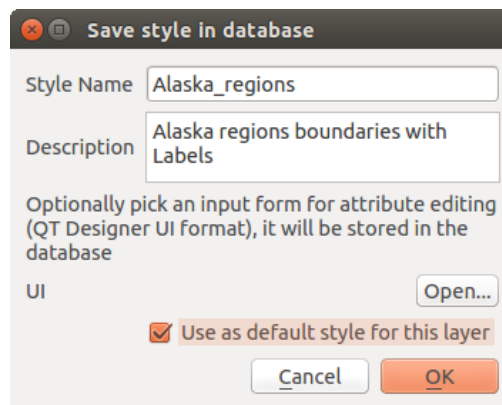 Save style in database
Style Name Alaska_regions
Description Alaska regions boundaries with
Labels
Optionally pick an input form for attribute editing
(QT Designer UI format), it will be stored in the
database
UI Open...
Use as default style for this layer
Cancel OK